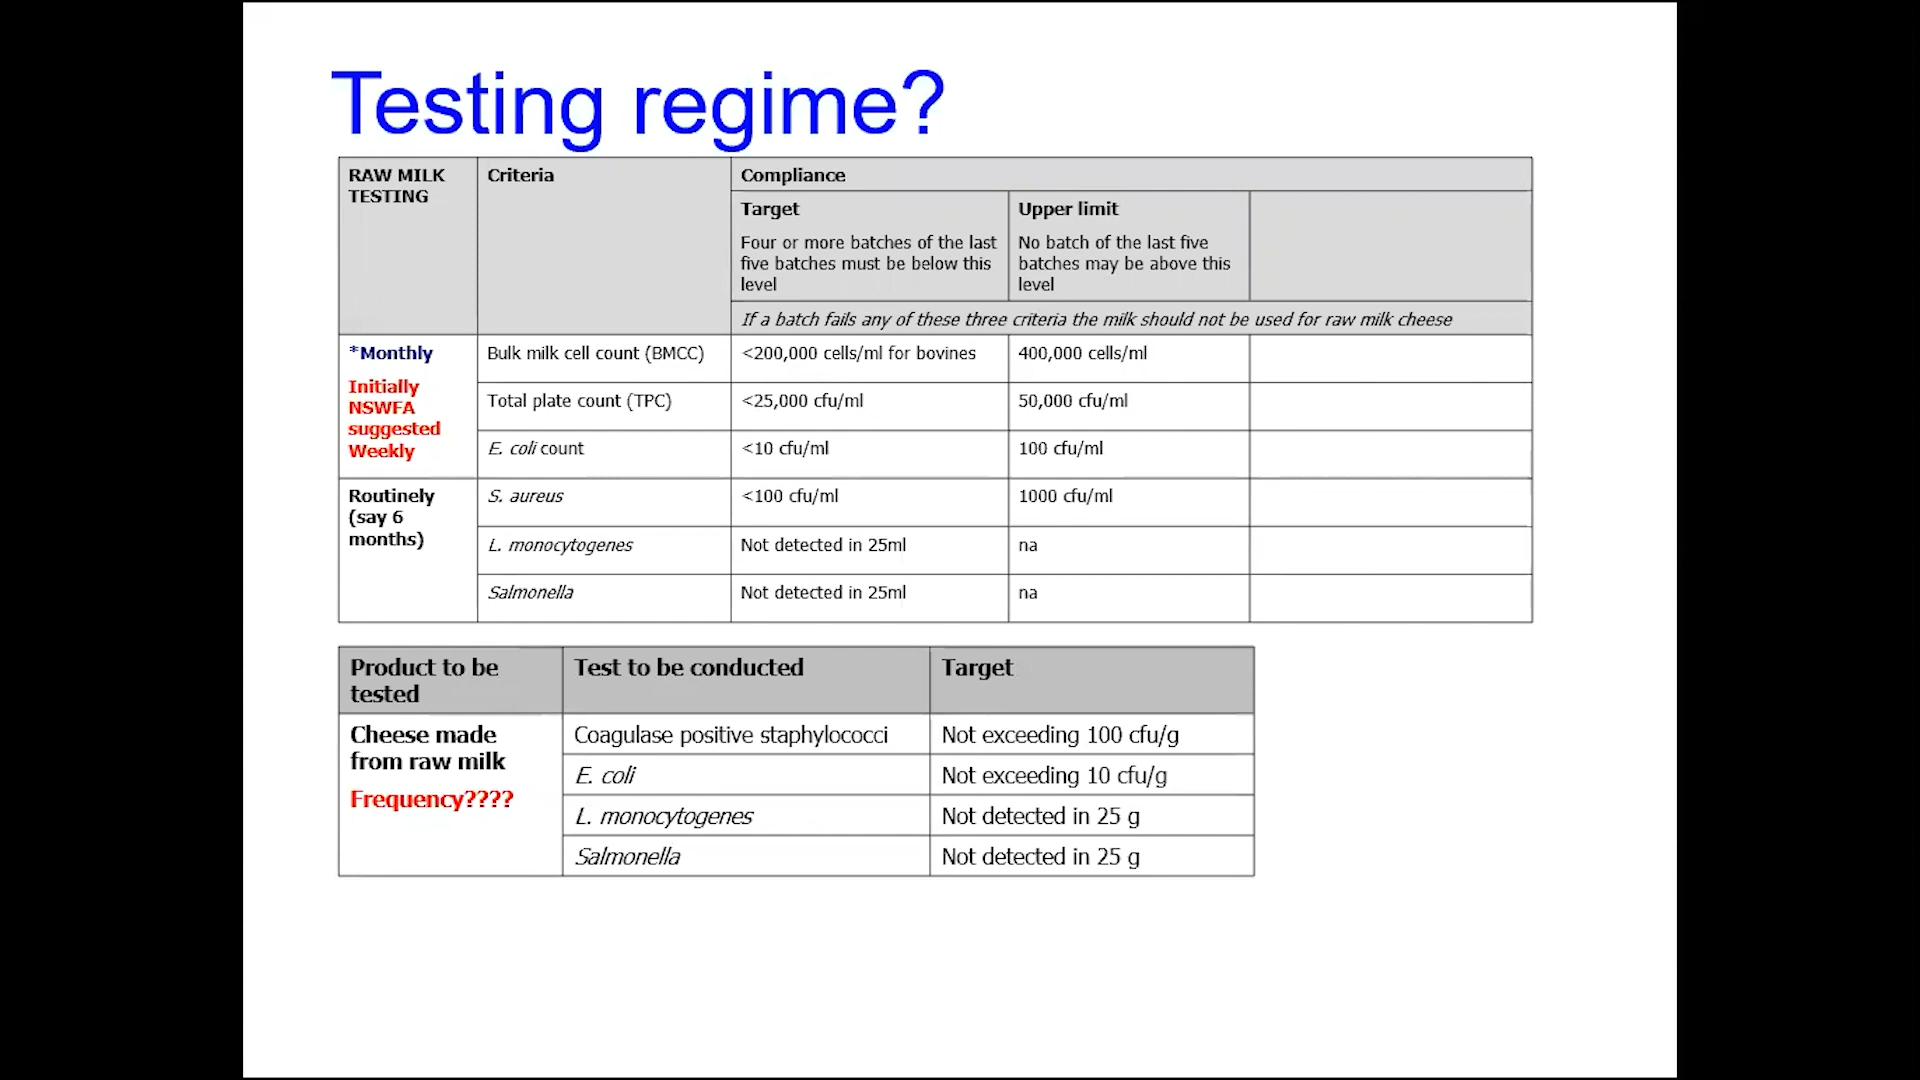 Testing regime?
RAW MILK
TESTING
Criteria
Compliance
Target
Four or more batches of the last
five batches must be below this
level
Upper limit
No batch of the last five
batches may be above this
level
If a batch fails any of these three criteria the milk should not be used for raw milk cheese
*Monthly
Initially
NSWFA
suggested
Weekly
Bulk milk cell count (BMCC)
<200,000 cells/ml for bovines
400,000 cells/ml
Total plate count (TPC)
<25,000 cfu/ml
50,000 cfu/ml
E. coli count
<10 cfu/ml
100 cfu/ml
Routinely
(say 6
months)
S. aureus
<100 cfu/ml
1000 cfu/ml
L. monocytogenes
Not detected in 25ml
na
Salmonella
Not detected in 25ml
na
Product to be
tested
Test to be conducted
Target
Cheese made
from raw milk
Frequency????
Coagulase positive staphylococci
Not exceeding 100 cfu/g
E. coli
Not exceeding 10 cfu/g
L. monocytogenes
Not detected in 25 g
Salmonella
Not detected in 25 g